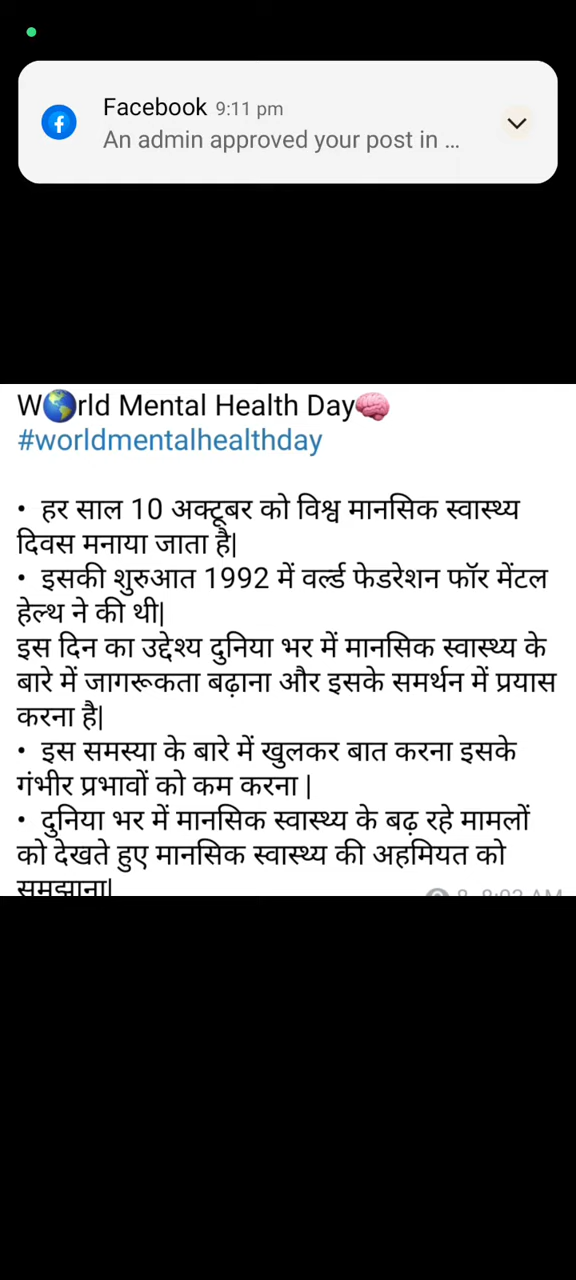 Facebook 9:11 pm
An admin approved your post in ...
W🌎rld Mental Health Day🧠
#worldmentalhealthday
• हर साल 10 अक्टूबर को विश्व मानसिक स्वास्थ्य
दिवस मनाया जाता है|
• इसकी शुरुआत 1992 में वर्ल्ड फेडरेशन फॉर मेंटल
हेल्थ ने की थी|
इस दिन का उद्देश्य दुनिया भर में मानसिक स्वास्थ्य के
बारे में जागरूकता बढ़ाना और इसके समर्थन में प्रयास
करना है|
• इस समस्या के बारे में खुलकर बात करना इसके
गंभीर प्रभावों को कम करना |
• दुनिया भर में मानसिक स्वास्थ्य के बढ़ रहे मामलों
को देखते हुए मानसिक स्वास्थ्य की अहमियत को
समझाना|